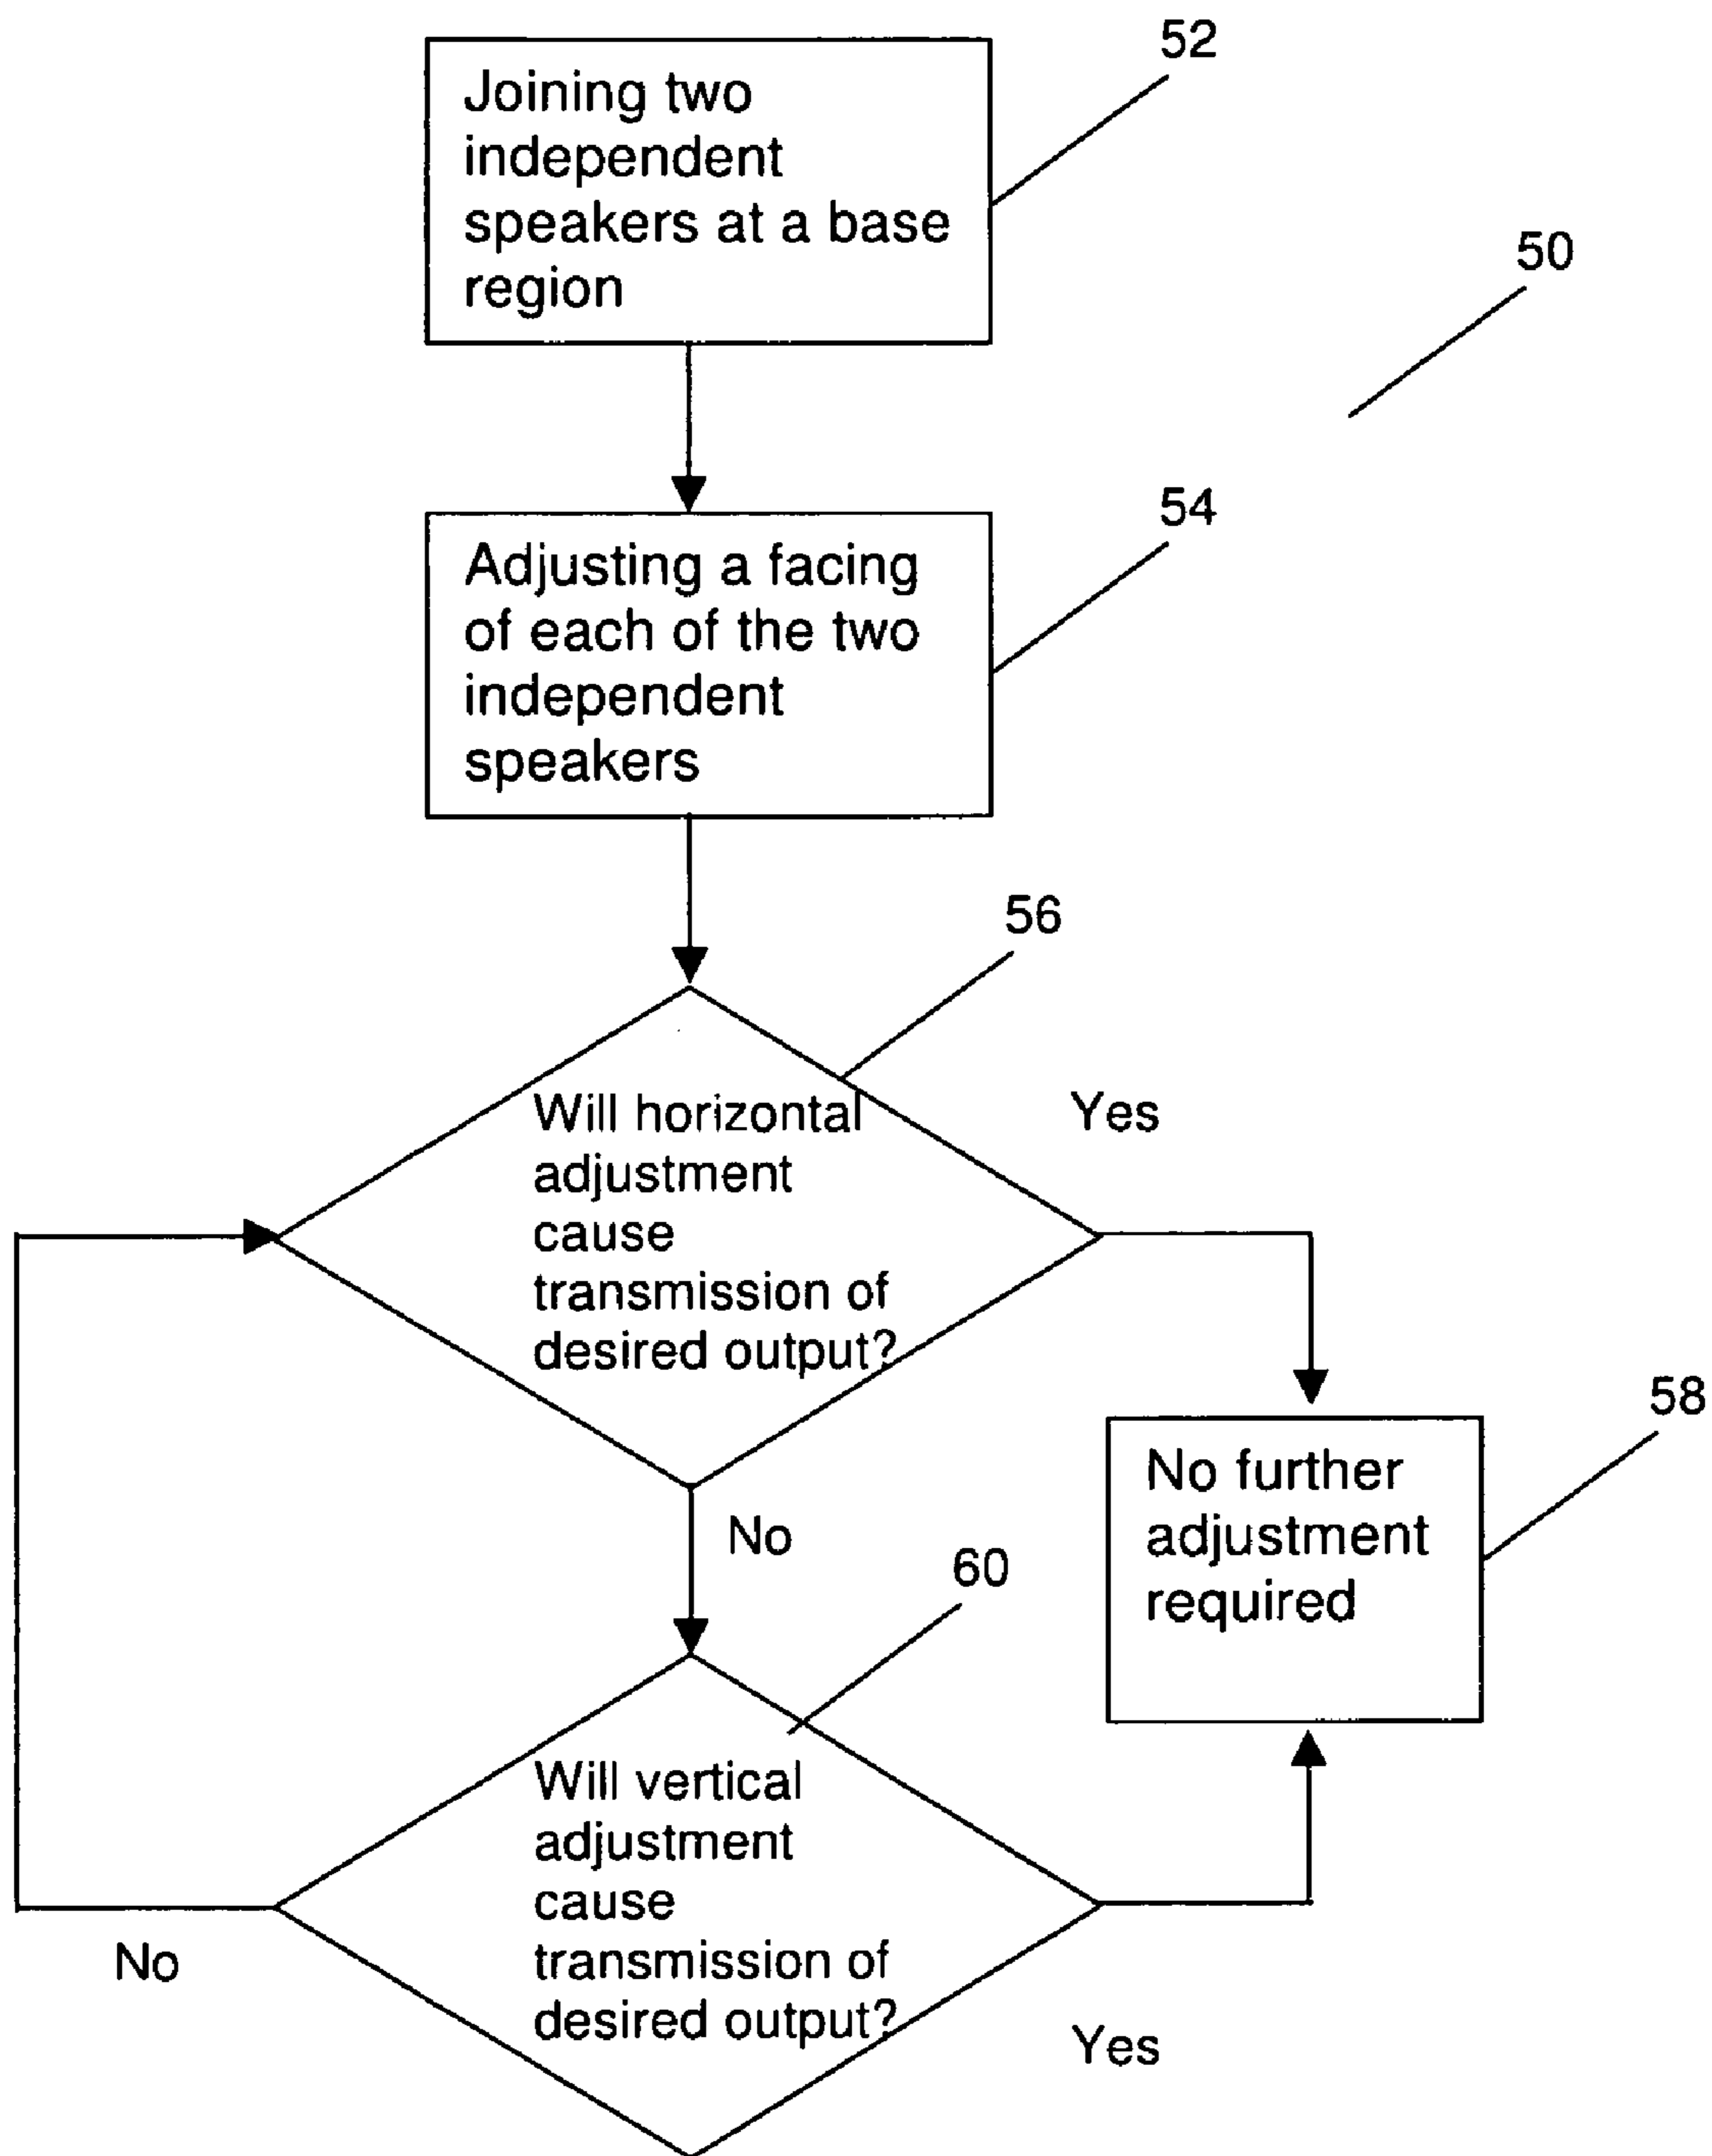 52
Joining two
independent
speakers at a base
region
50
54
Adjusting a facing
of each of the two
independent
speakers
56
Will horizontal
adjustment
cause
transmission of
desired output?
Yes
58
No further
adjustment
required
No
60
Will vertical
adjustment
cause
transmission of
desired output?
No
Yes